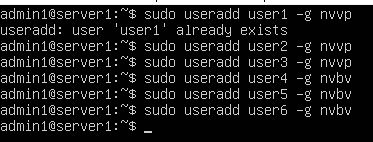 admin1@server1:~$ sudo useradd user1 -g nvvp
useradd: user 'user1' already exists
admin1@server1:~$ sudo useradd user2 -g nvvp
admin1@server1:~$ sudo useradd user3 -g nvvp
admin1@server1:~$ sudo useradd user4 -g nvbv
admin1@server1:~$ sudo useradd user5 -g nvbv
admin1@server1:~$ sudo useradd user6 -g nvbv
admin1@server1:~$ _